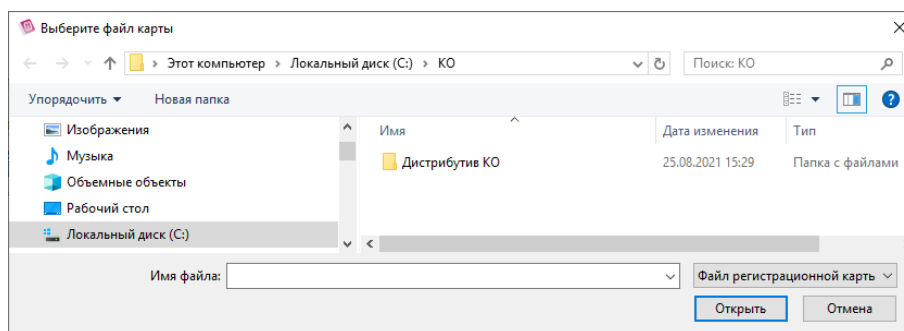 Выберите файл карты
Этот компьютер › Локальный диск (C:) › КО
Поиск: КО
Упорядочить
Новая папка
Изображения
Музыка
Объемные объекты
Рабочий стол
Локальный диск (C:)
Имя
Дата изменения
Тип
Дистрибутив КО
25.08.2021 15:29
Папка с файлами
Имя файла:
Файл регистрационной карть
Открыть
Отмена